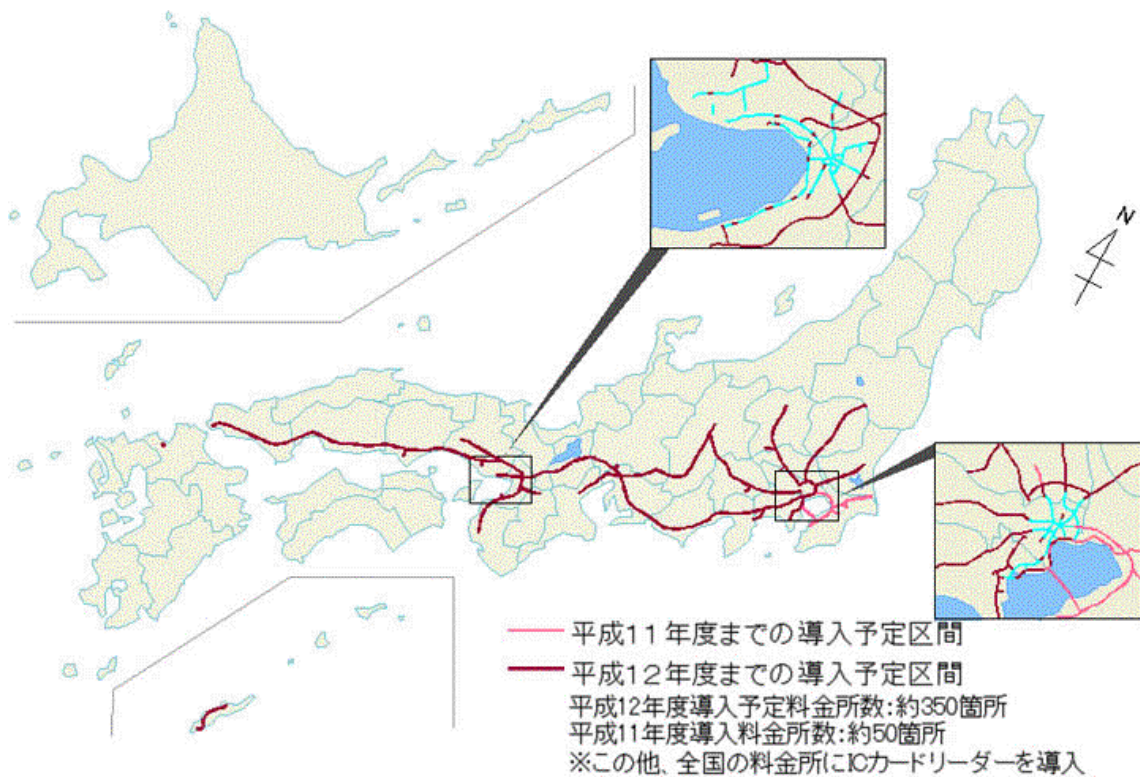 N
平成11年度までの導入予定区間
平成12年度までの導入予定区間
平成12年度導入予定料金所数:約350箇所
平成11年度導入料金所数:約50箇所
※この他、全国の料金所にICカードリーダーを導入